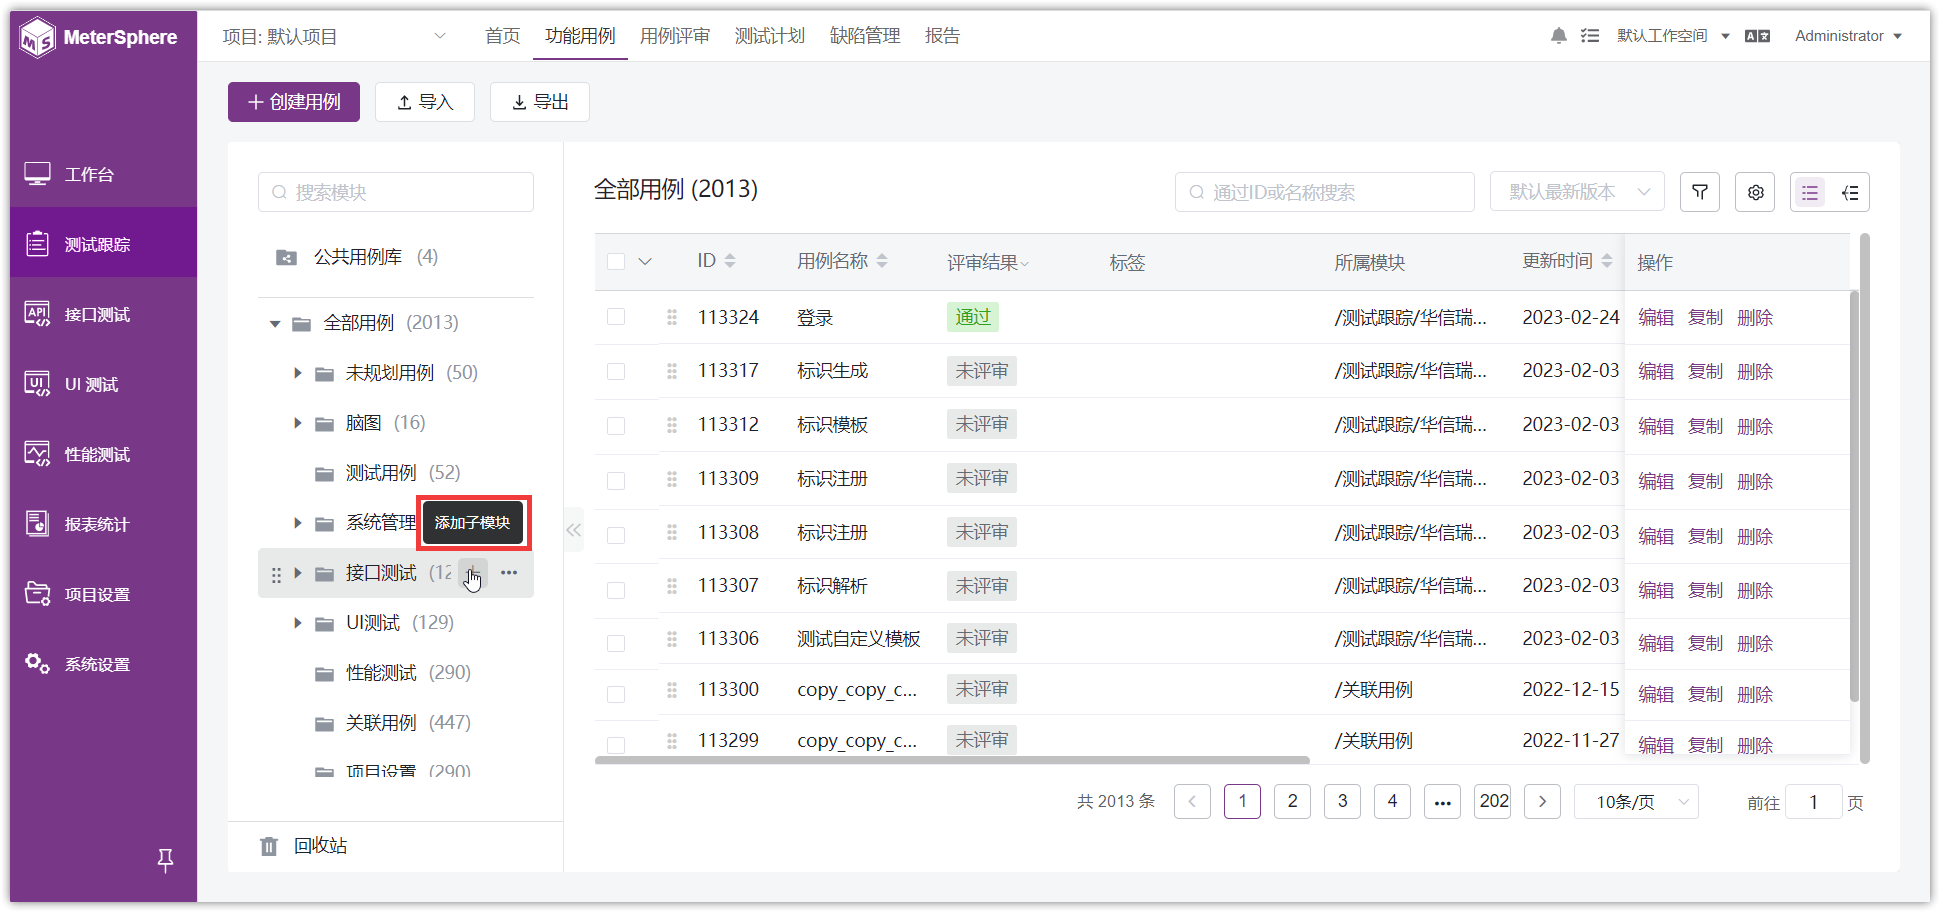 MeterSphere
项目: 默认项目
首页 功能用例 用例评审 测试计划 缺陷管理 报告
默认工作空间
Administrator
创建用例 导入 导出
工作台
测试跟踪
接口测试
UI 测试
性能测试
报表统计
项目设置
系统设置
搜索模块
公共用例库 (4)
全部用例 (2013)
未规划用例 (50)
脑图 (16)
测试用例 (52)
系统管理
添加子模块
接口测试 (12
UI测试 (129)
性能测试 (290)
关联用例 (447)
项目设置 (290)
回收站
全部用例 (2013)
通过ID或名称搜索
默认最新版本
ID 用例名称 评审结果 标签 所属模块 更新时间 操作
113324 登录 通过 /测试跟踪/华信瑞... 2023-02-24 编辑 复制 删除
113317 标识生成 未评审 /测试跟踪/华信瑞... 2023-02-03 编辑 复制 删除
113312 标识模板 未评审 /测试跟踪/华信瑞... 2023-02-03 编辑 复制 删除
113309 标识注册 未评审 /测试跟踪/华信瑞... 2023-02-03 编辑 复制 删除
113308 标识注册 未评审 /测试跟踪/华信瑞... 2023-02-03 编辑 复制 删除
113307 标识解析 未评审 /测试跟踪/华信瑞... 2023-02-03 编辑 复制 删除
113306 测试自定义模板 未评审 /测试跟踪/华信瑞... 2023-02-03 编辑 复制 删除
113300 copy_copy_c... 未评审 /关联用例 2022-12-15 编辑 复制 删除
113299 copy_copy_c... 未评审 /关联用例 2022-11-27 编辑 复制 删除
共 2013 条 1 2 3 4 ... 202 10条/页 前往 1 页